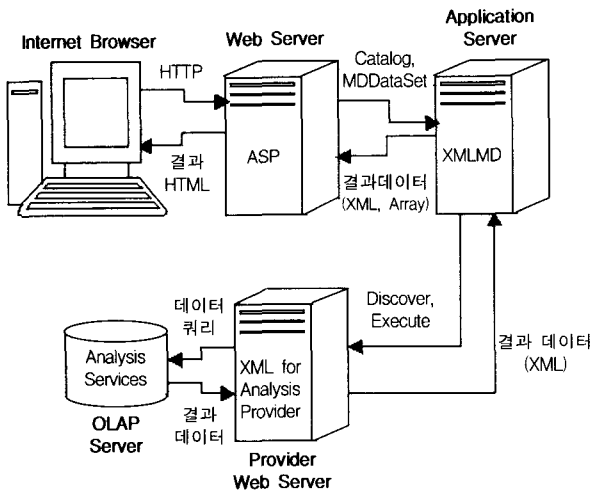 Internet Browser
Web Server
Application
Server
HTTP
Catalog,
MDDataSet
ASP
XMLMD
결과
HTML
결과데이터
(XML, Array)
데이터
쿼리
Discover,
Execute
결과 데이터
(XML)
Analysis
Services
XML for
Analysis
Provider
결과
데이터
OLAP
Server
Provider
Web Server